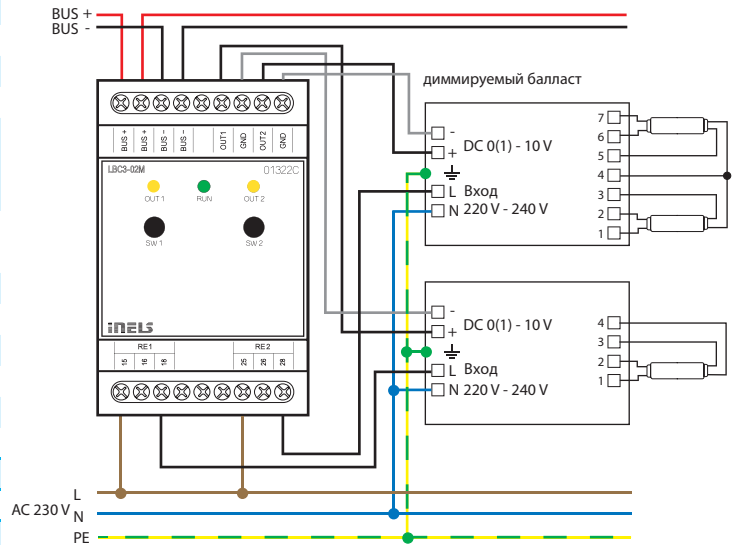 BUS +
BUS -
диммируемый балласт
BUS +
BUS +
BUS –
BUS –
OUT1
GND
OUT2
GND
LBC3-02M
01322C
OUT 1
RUN
OUT 2
SW 1
SW 2
iNELS
RE1
RE2
15
16
18
25
26
28
-
+
DC 0(1) - 10 V
L Вход
N 220 V - 240 V
7
6
5
4
3
2
1
-
+
DC 0(1) - 10 V
L Вход
N 220 V - 240 V
4
3
2
1
L
AC 230 V
N
PE